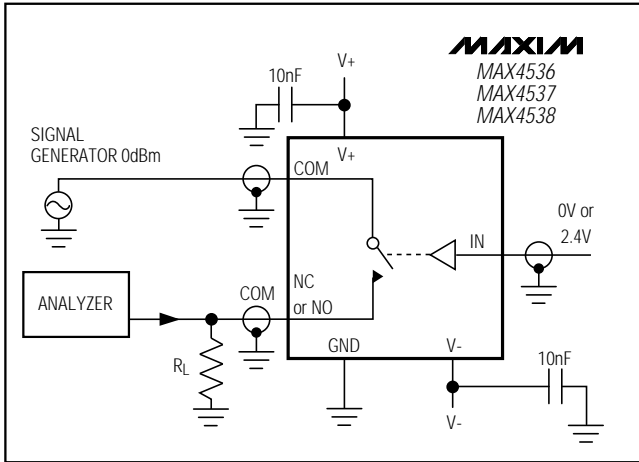 MAXIM
MAX4536
MAX4537
MAX4538
10nF
V+
SIGNAL
GENERATOR 0dBm
V+
COM
0V or
2.4V
IN
ANALYZER
COM
NC
or NO
RL
GND
V-
10nF
V-